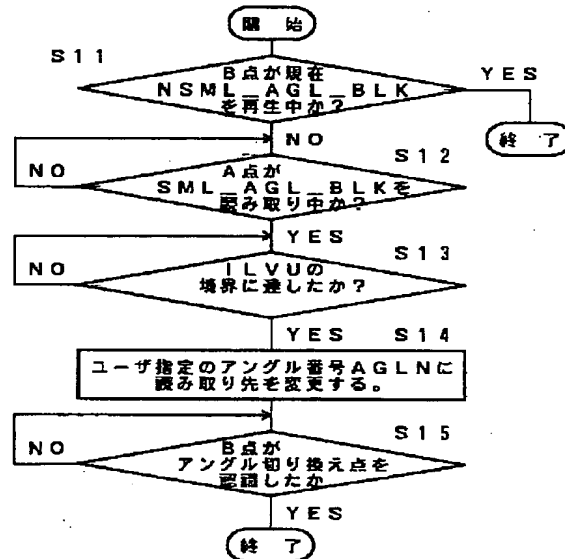 開 始
S11
B点が現在
NSML_AGL_BLK
を再生中か?
YES
終 了
NO
S12
NO
A点が
SML_AGL_BLKを
読み取り中か?
YES
S13
NO
ILVUの
境界に達したか?
YES
S14
ユーザ指定のアングル番号AGLNに
読み取り先を変更する。
S15
NO
B点が
アングル切り換え点を
認識したか
YES
終 了